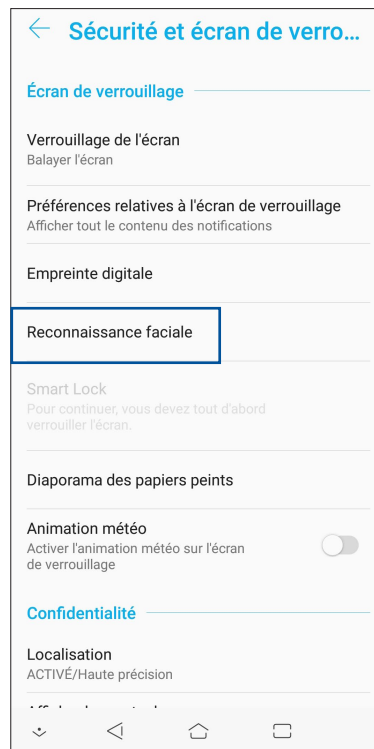 Sécurité et écran de verro...
Écran de verrouillage
Verrouillage de l'écran
Balayer l'écran
Préférences relatives à l'écran de verrouillage
Afficher tout le contenu des notifications
Empreinte digitale
Reconnaissance faciale
Smart Lock
Pour continuer, vous devez tout d'abord
verrouiller l'écran.
Diaporama des papiers peints
Animation météo
Activer l'animation météo sur l'écran
de verrouillage
Confidentialité
Localisation
ACTIVÉ/Haute précision